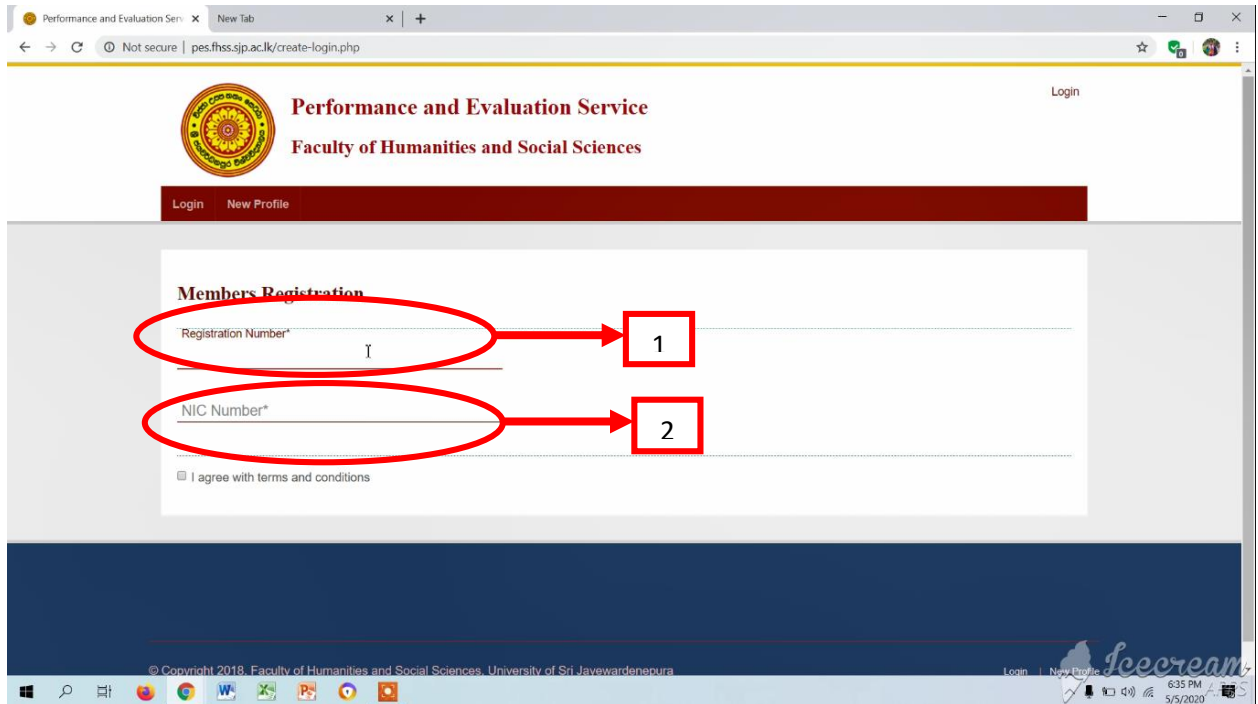 Performance and Evaluation Serv
New Tab
Not secure | pes.fhss.sjp.ac.lk/create-login.php
Login
Performance and Evaluation Service
Faculty of Humanities and Social Sciences
Login New Profile
Members Registration
Registration Number*
1
NIC Number*
2
I agree with terms and conditions
© Copyright 2018. Faculty of Humanities and Social Sciences, University of Sri Jayewardenepura
Login | New Profile
Icecream
APPS
6:35 PM
5/5/2020